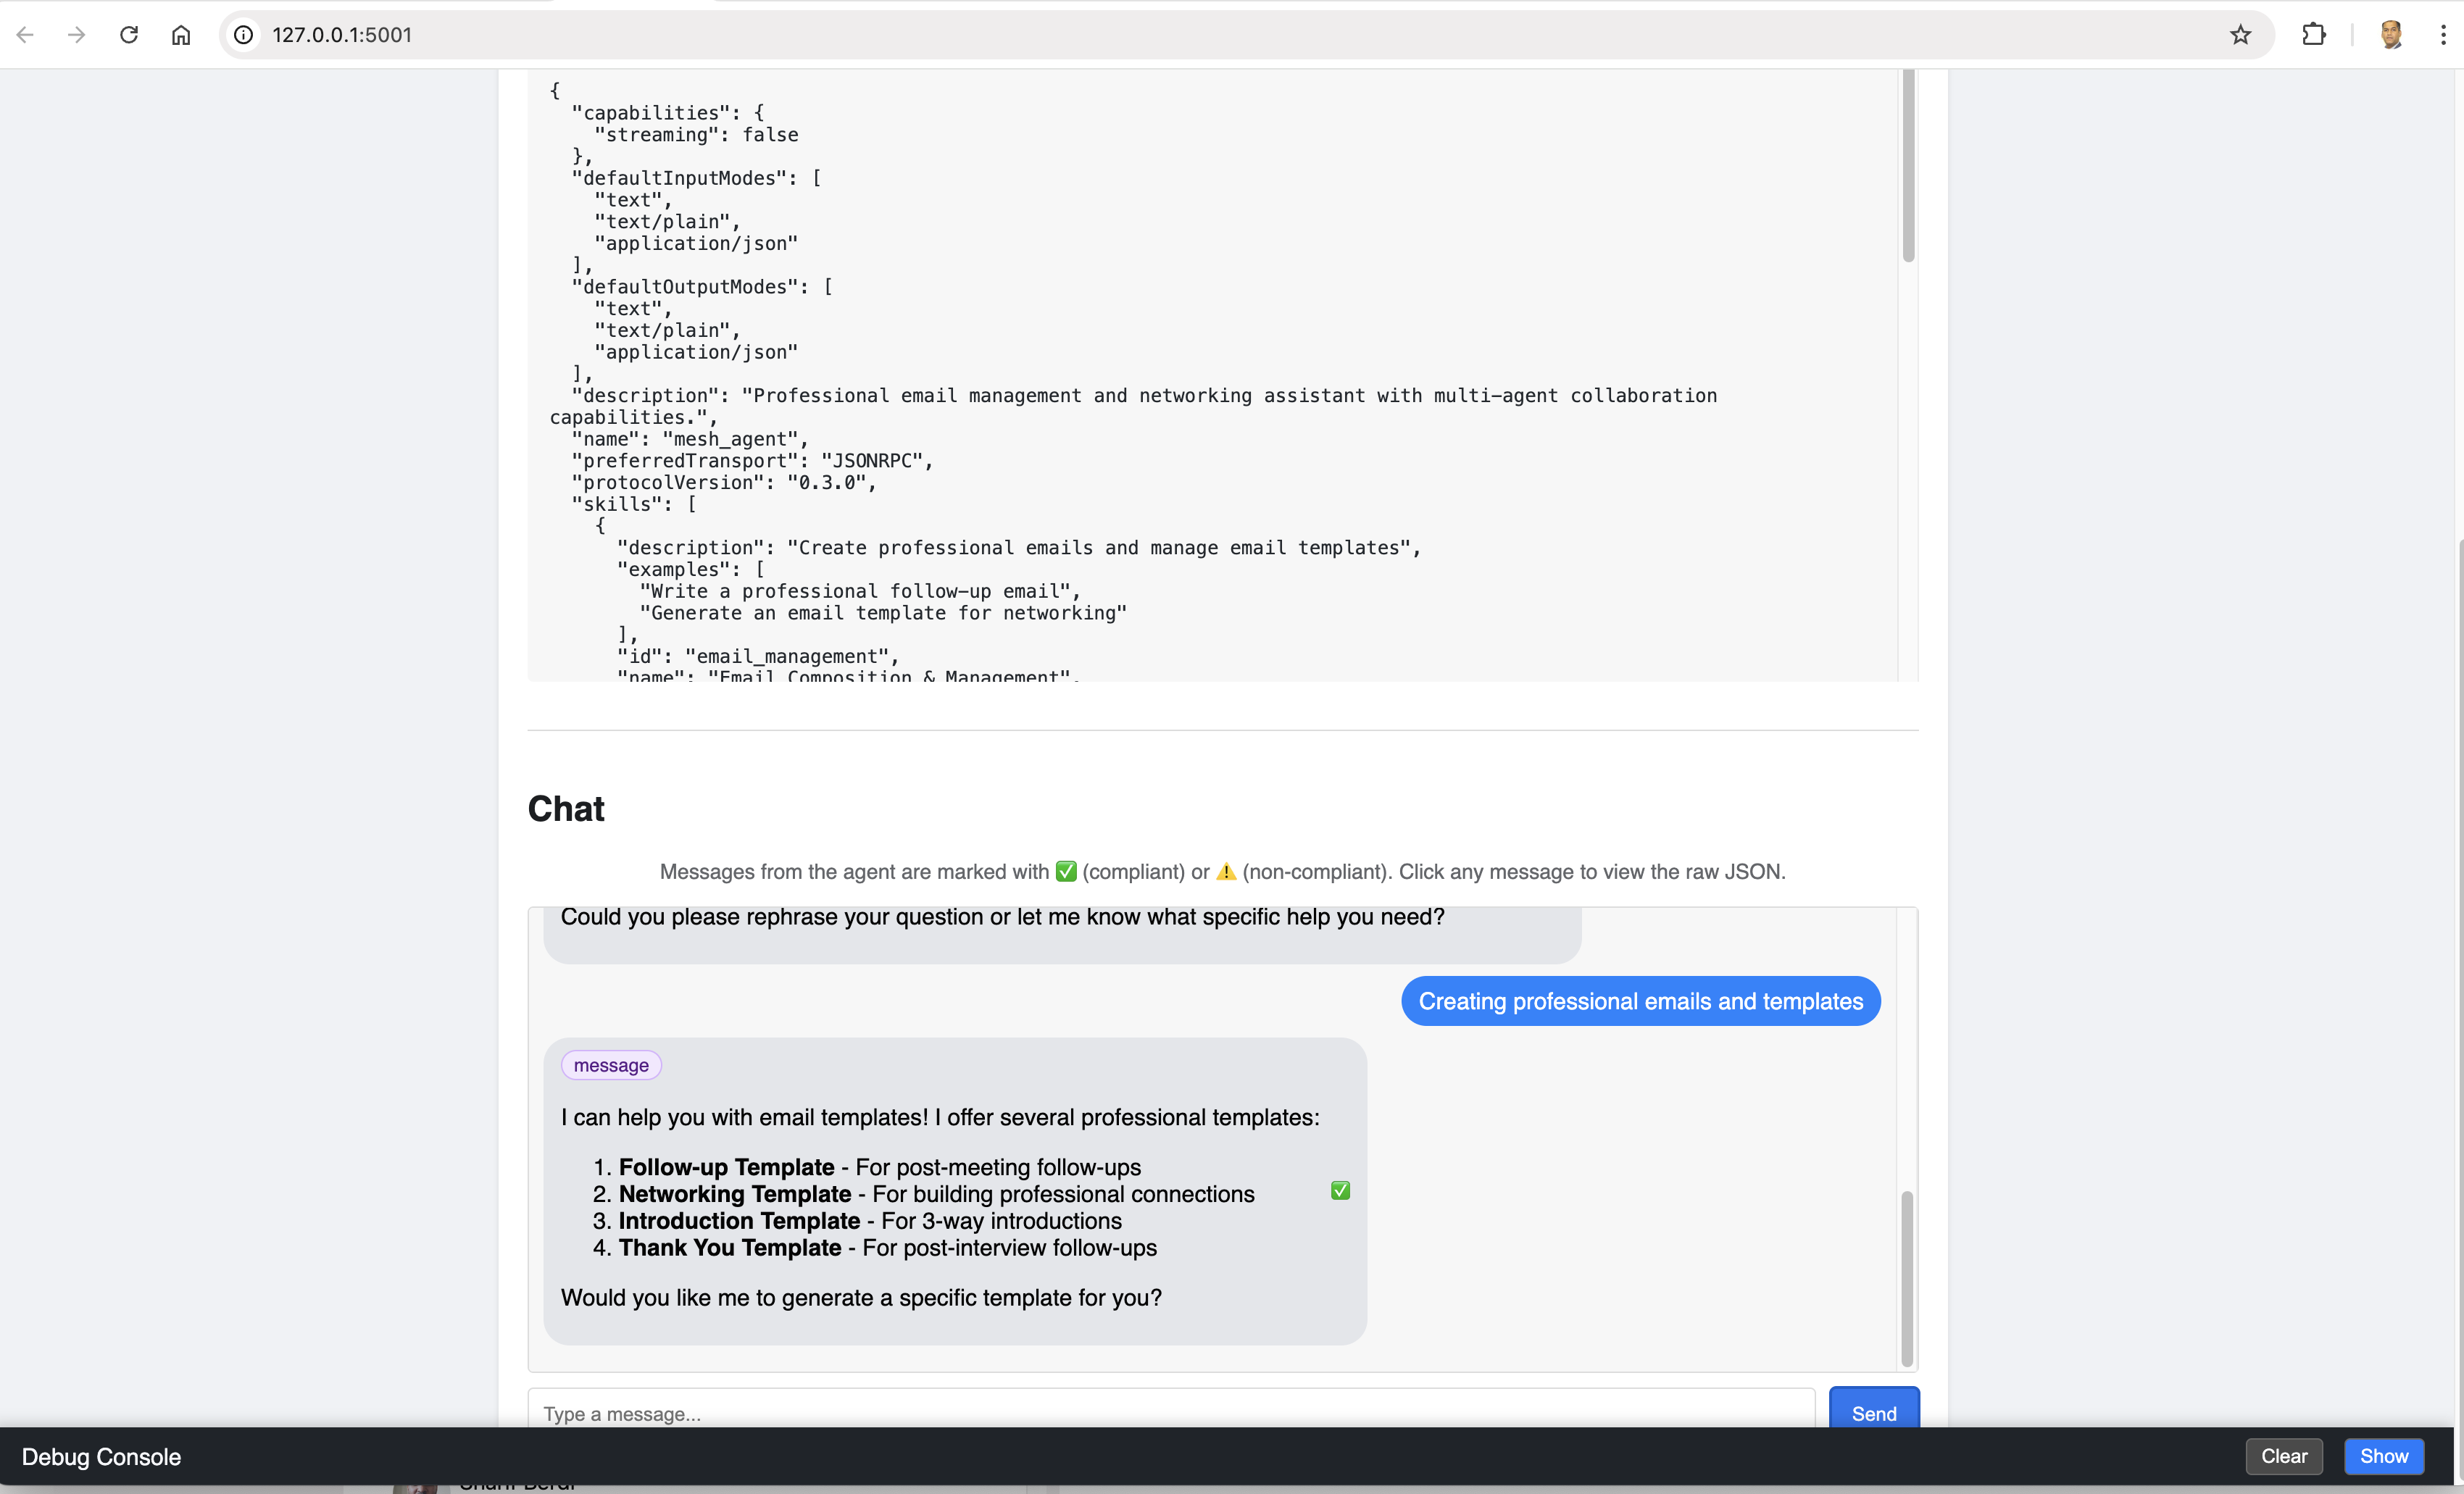 127.0.0.1:5001
{
  "capabilities": {
    "streaming": false
  },
  "defaultInputModes": [
    "text",
    "text/plain",
    "application/json"
  ],
  "defaultOutputModes": [
    "text",
    "text/plain",
    "application/json"
  ],
  "description": "Professional email management and networking assistant with multi-agent collaboration
capabilities.",
  "name": "mesh_agent",
  "preferredTransport": "JSONRPC",
  "protocolVersion": "0.3.0",
  "skills": [
    {
      "description": "Create professional emails and manage email templates",
      "examples": [
        "Write a professional follow-up email",
        "Generate an email template for networking"
      ],
      "id": "email_management",
      "name": "Email Composition & Management",
Chat
Messages from the agent are marked with ✅ (compliant) or ⚠️ (non-compliant). Click any message to view the raw JSON.
Could you please rephrase your question or let me know what specific help you need?
Creating professional emails and templates
message
I can help you with email templates! I offer several professional templates:
1. Follow-up Template - For post-meeting follow-ups
2. Networking Template - For building professional connections
3. Introduction Template - For 3-way introductions
4. Thank You Template - For post-interview follow-ups
✅
Would you like me to generate a specific template for you?
Type a message...
Send
Debug Console
Clear
Show